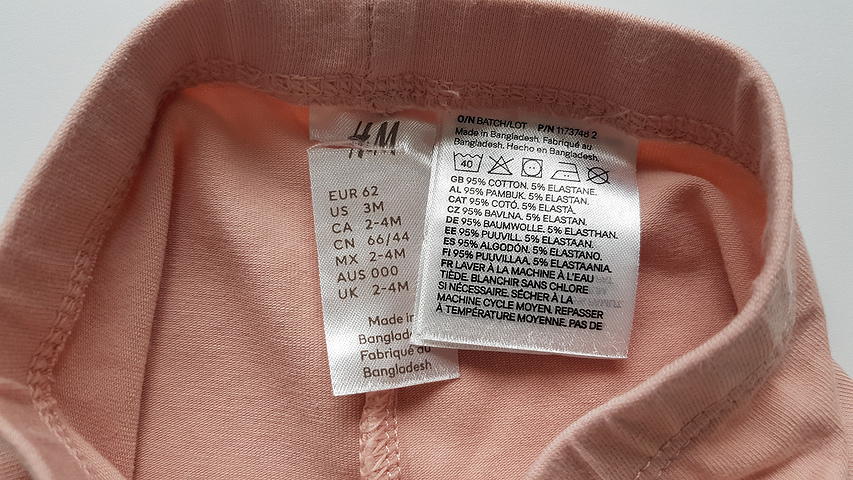 H&M
EUR 62
US 3M
CA 2-4M
CN 66/44
MX 2-4M
AUS 000
UK 2-4M
Made in
Bangladesh
Fabriqué au
Bangladesh
O/N BATCH/LOT P/N 1173748 2
Made in Bangladesh. Fabriqué au
Bangladesh. Hecho en Bangladesh.
40
GB 95% COTTON. 5% ELASTANE.
AL 95% PAMBUK. 5% ELASTAN.
CAT 95% COTÓ. 5% ELASTÀ.
CZ 95% BAVLNA. 5% ELASTAN.
DE 95% BAUMWOLLE. 5% ELASTHAN.
EE 95% PUUVILL. 5% ELASTAAN.
ES 95% ALGODÓN. 5% ELASTANO.
FI 95% PUUVILLAA. 5% ELASTAANIA.
FR LAVER À LA MACHINE À L'EAU
TIÈDE. BLANCHIR SANS CHLORE
SI NÉCESSAIRE. SÉCHER À LA
MACHINE CYCLE MOYEN. REPASSER
À TEMPÉRATURE MOYENNE. PAS DE